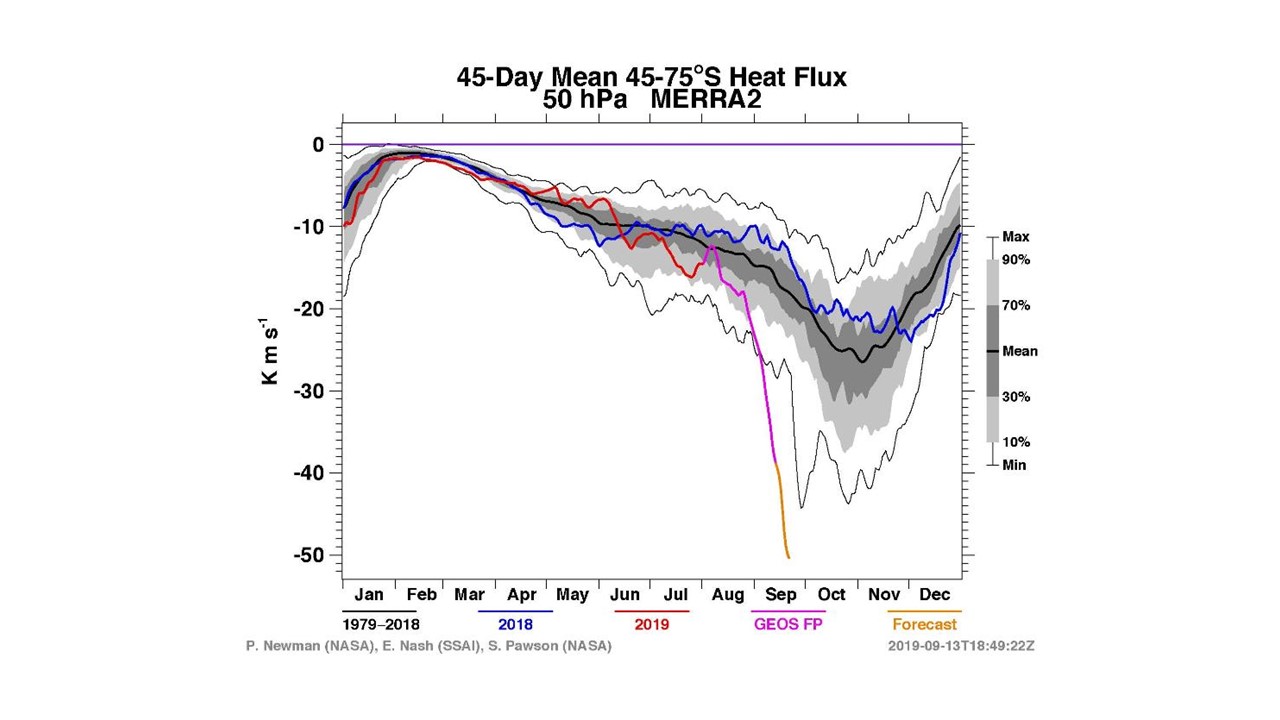 45-Day Mean 45-75°S Heat Flux
50 hPa MERRA2
K m s⁻¹
0
-10
-20
-30
-40
-50
Jan Feb Mar Apr May Jun Jul Aug Sep Oct Nov Dec
Max
90%
70%
Mean
30%
10%
Min
1979–2018 2018 2019 GEOS FP Forecast
P. Newman (NASA), E. Nash (SSAI), S. Pawson (NASA) 2019-09-13T18:49:22Z